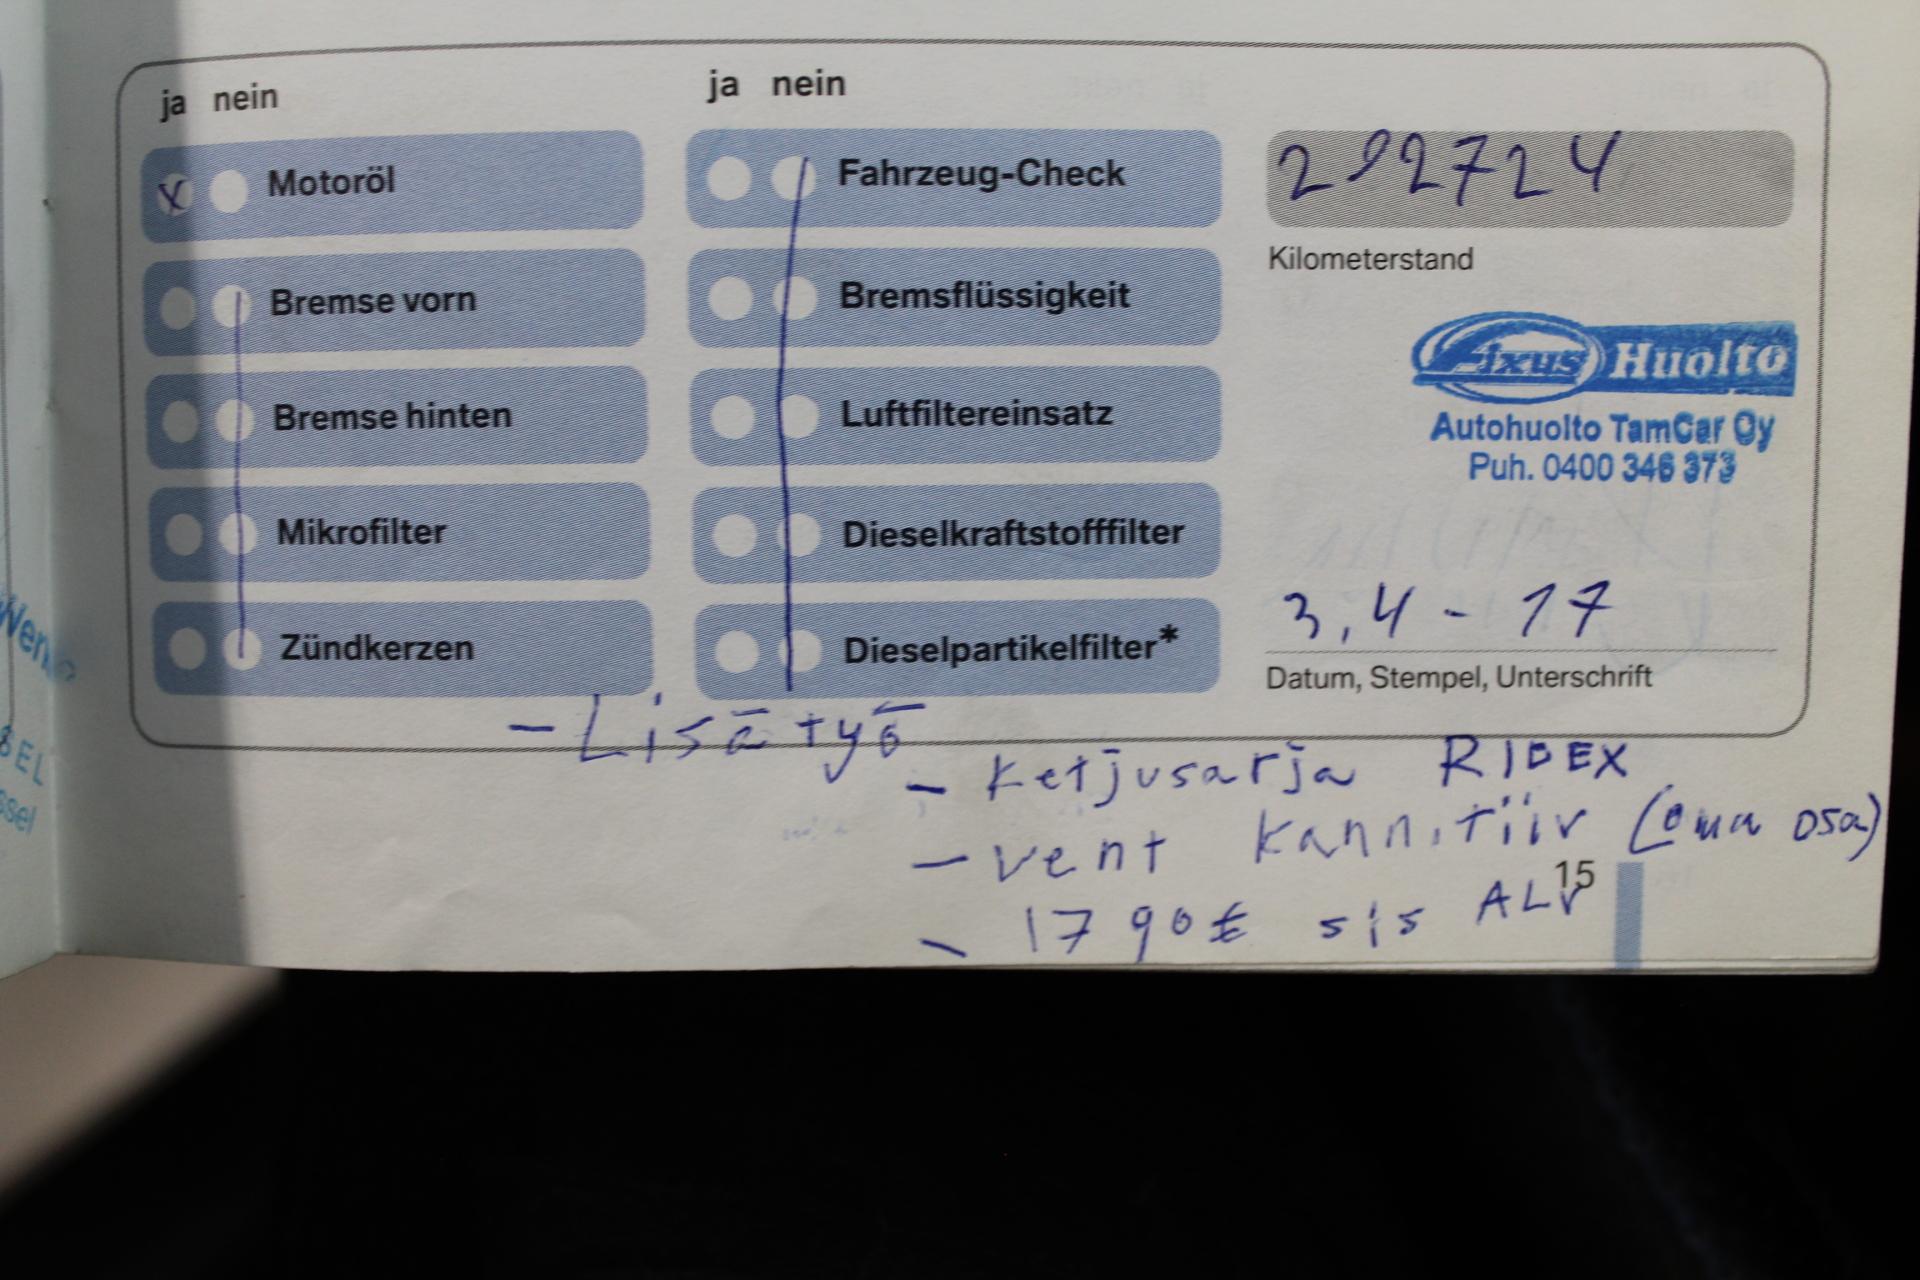 ja nein
Motoröl
Bremse vorn
Bremse hinten
Mikrofilter
Zündkerzen
ja nein
Fahrzeug-Check
Bremsflüssigkeit
Luftfiltereinsatz
Dieselkraftstofffilter
Dieselpartikelfilter*
292724
Kilometerstand
Fixus Huolto
Autohuolto TamCar Oy
Puh. 0400 346 373
3,4 - 17
Datum, Stempel, Unterschrift
- Lisätyö
- Ketjusarja RIDEX
- vent kannitiiv (oma osa)
- 1790€ sis ALV
15